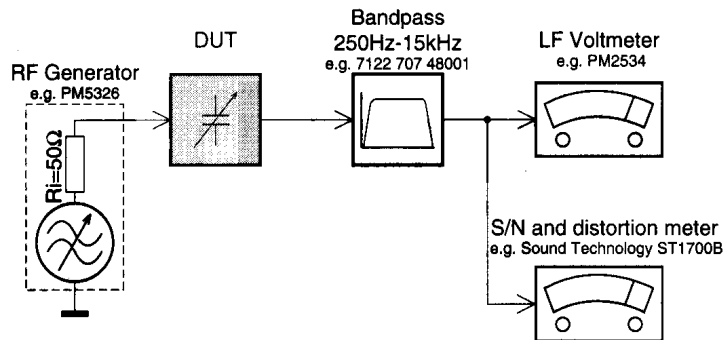 RF Generator
e.g. PM5326
Ri=50Ω
DUT
Bandpass
250Hz-15kHz
e.g. 7122 707 48001
LF Voltmeter
e.g. PM2534
S/N and distortion meter
e.g. Sound Technology ST1700B